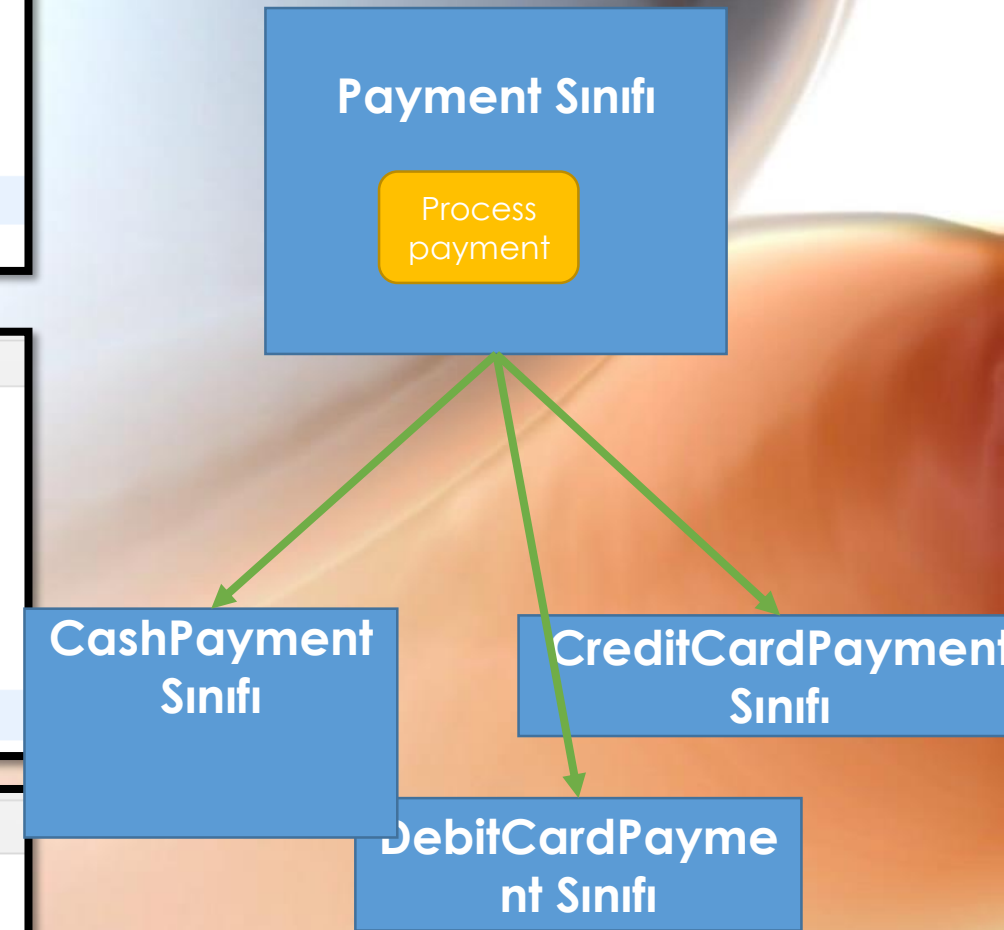 Payment Sınıfı
Process
payment
CashPayment
Sınıfı
CreditCardPayment
Sınıfı
DebitCardPayme
nt Sınıfı